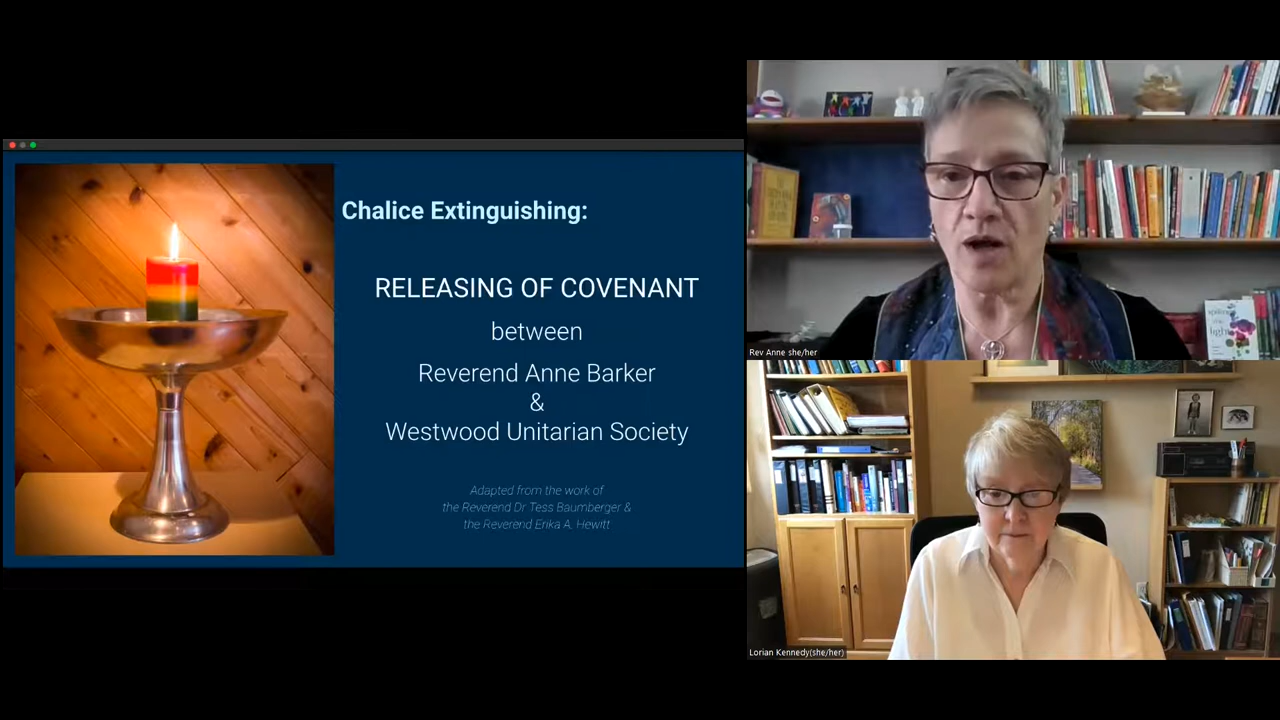 Chalice Extinguishing:
RELEASING OF COVENANT
between
Reverend Anne Barker
&
Westwood Unitarian Society
Adapted from the work of
the Reverend Dr Tess Baumberger &
the Reverend Erika A. Hewitt
Rev Anne she/her
Lorian Kennedy(she/her)